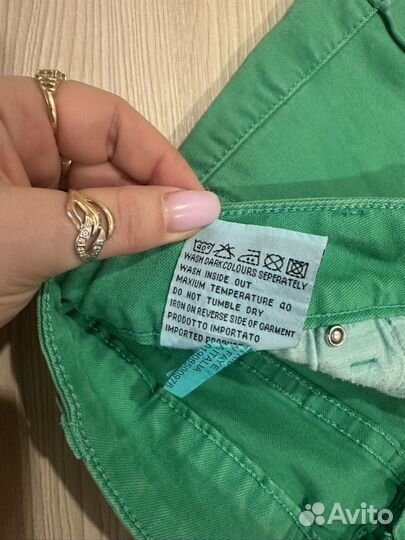 40°
WASH DARK COLOURS SEPERATELY
WASH INSIDE OUT
MAXIUM TEMPERATURE 40
DO NOT TUMBLE DRY
IRON ON REVERSE SIDE OF GARMENT
PRODOTTO IMPORTATO
IMPORTED
ITALIA
Avito